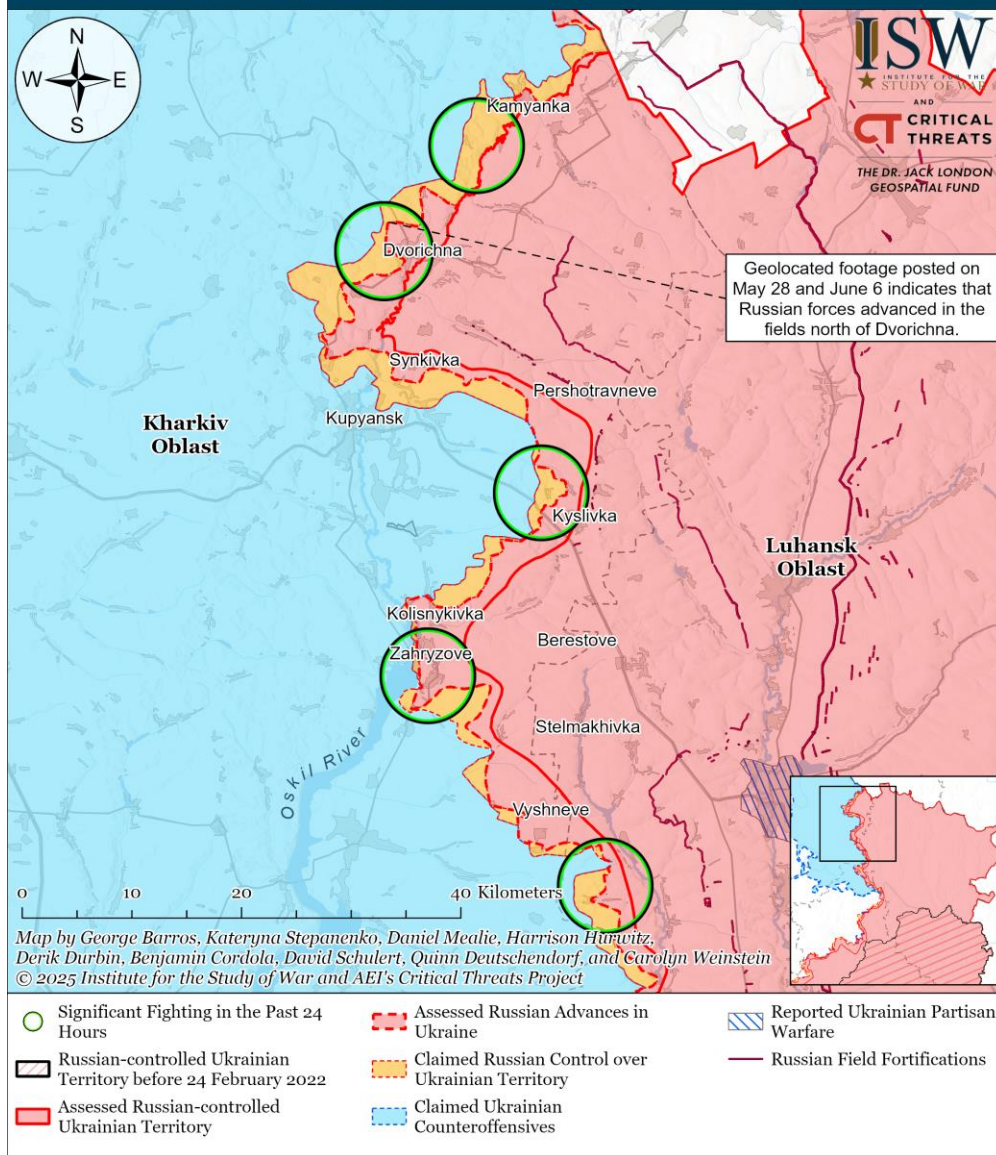 N
W
E
S
ISW
INSTITUTE FOR THE
STUDY OF WAR
AND
CT CRITICAL
THREATS
THE DR. JACK LONDON
GEOSPATIAL FUND
Kamyanka
Dvorichna
Geolocated footage posted on
May 28 and June 6 indicates that
Russian forces advanced in the
fields north of Dvorichna.
Synkivka
Pershotravneve
Kupyansk
Kharkiv
Oblast
Kyslivka
Luhansk
Oblast
Kolisnykivka
Zahryzove
Berestove
Stelmakhivka
Oskil River
Vyshneve
0 10 20 40 Kilometers
Map by George Barros, Kateryna Stepanenko, Daniel Mealie, Harrison Hurwitz,
Derik Durbin, Benjamin Cordola, David Schulert, Quinn Deutschendorf, and Carolyn Weinstein
© 2025 Institute for the Study of War and AEI's Critical Threats Project
Significant Fighting in the Past 24
Hours
Russian-controlled Ukrainian
Territory before 24 February 2022
Assessed Russian-controlled
Ukrainian Territory
Assessed Russian Advances in
Ukraine
Claimed Russian Control over
Ukrainian Territory
Claimed Ukrainian
Counteroffensives
Reported Ukrainian Partisan
Warfare
Russian Field Fortifications